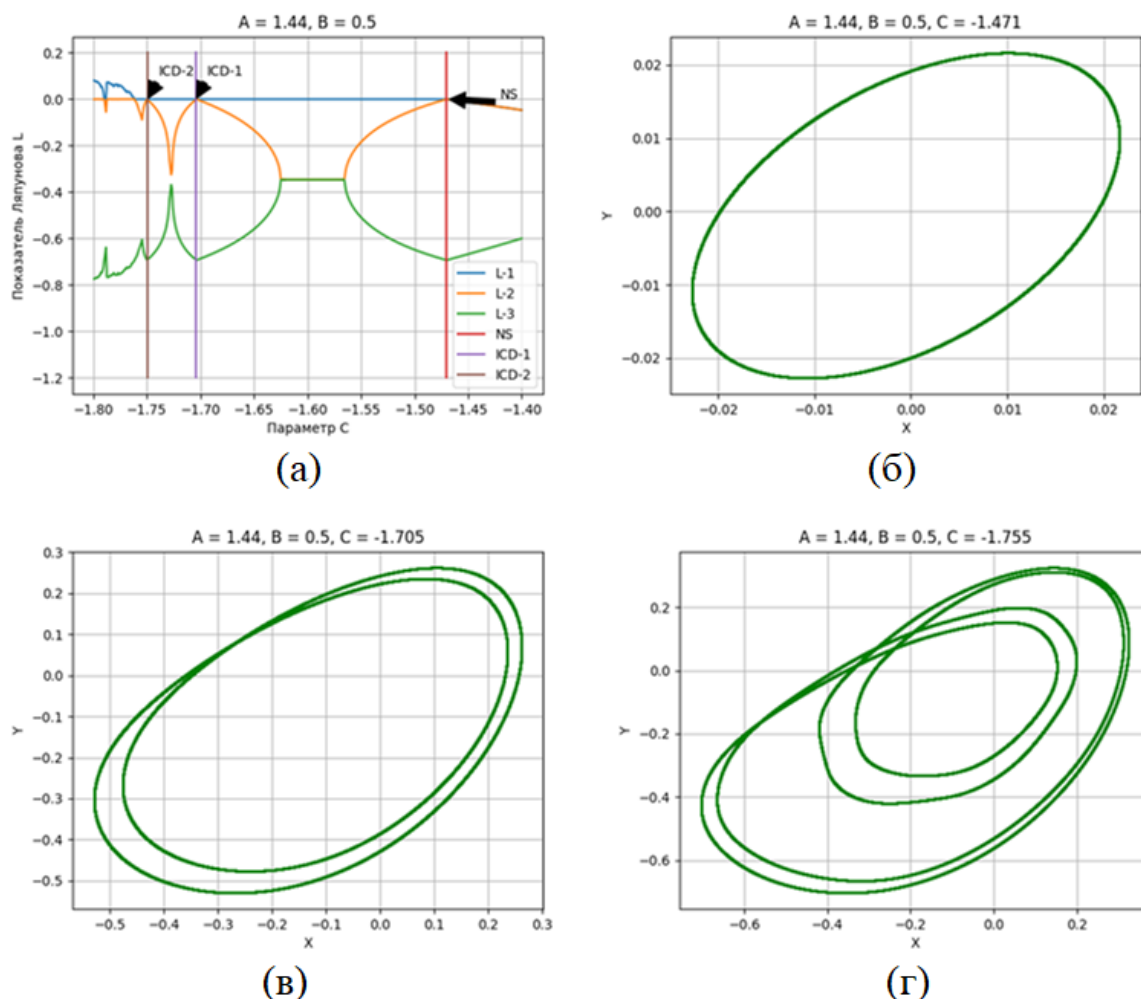 A = 1.44, B = 0.5
0.2
0.0
−0.2
−0.4
−0.6
−0.8
−1.0
−1.2
Показатель Ляпунова L
ICD-2
ICD-1
NS
L-1
L-2
L-3
NS
ICD-1
ICD-2
−1.80 −1.75 −1.70 −1.65 −1.60 −1.55 −1.50 −1.45 −1.40
Параметр C
(а)
A = 1.44, B = 0.5, C = -1.471
0.02
0.01
0.00
−0.01
−0.02
Y
−0.02 −0.01 0.00 0.01 0.02
X
(б)
A = 1.44, B = 0.5, C = -1.705
0.3
0.2
0.1
0.0
−0.1
−0.2
−0.3
−0.4
−0.5
Y
−0.5 −0.4 −0.3 −0.2 −0.1 0.0 0.1 0.2 0.3
X
(в)
A = 1.44, B = 0.5, C = -1.755
0.2
0.0
−0.2
−0.4
−0.6
Y
−0.6 −0.4 −0.2 0.0 0.2
X
(г)